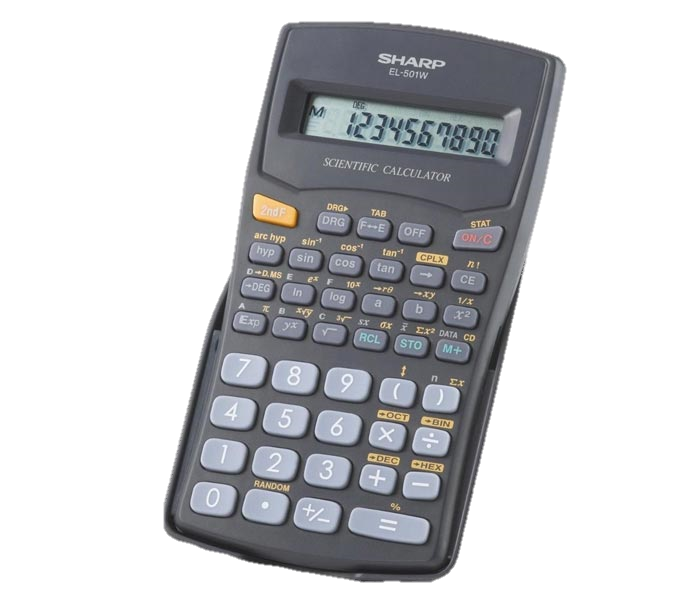 SHARP
EL-501W
M DEG
1234567890.
SCIENTIFIC CALCULATOR
DRG▸ TAB STAT
2ndF DRG F↔E OFF ON/C
arc hyp sin⁻¹ cos⁻¹ tan⁻¹ CPLX n!
hyp sin cos tan → CE
D→D.MS E eˣ F 10ˣ →rθ →xy 1/x
→DEG ln log a b x²
A π B ˣ√y C ³√ sx σx x̄ Σx² DATA CD
Exp yˣ √ RCL STO M+
↕ n Σx
7 8 9 ( )
→OCT →BIN
4 5 6 × ÷
→DEC →HEX
1 2 3 + −
RANDOM %
0 • +/− =